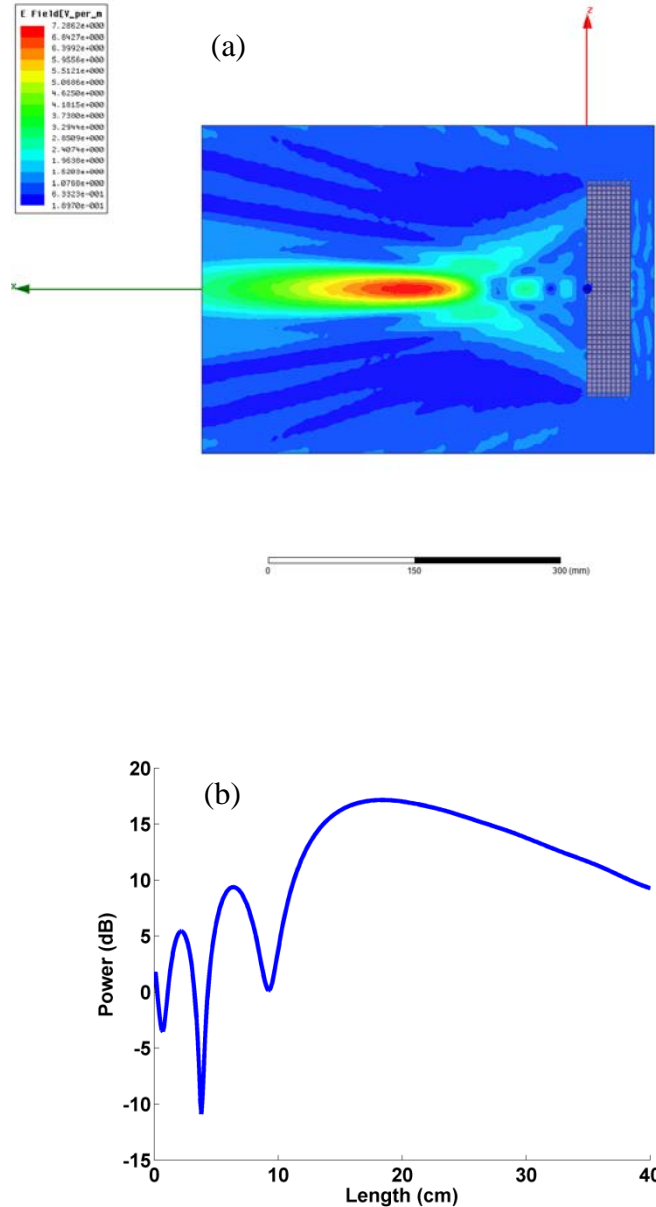 E Field[V_per_m
7.2862e+000
6.8427e+000
6.3992e+000
5.9556e+000
5.5121e+000
5.0686e+000
4.6250e+000
4.1815e+000
3.7380e+000
3.2944e+000
2.8509e+000
2.4074e+000
1.9638e+000
1.5203e+000
1.0768e+000
6.3323e-001
1.8970e-001
(a)
z
x
0 150 300 (mm)
(b)
20
15
10
5
0
-5
-10
-15
Power (dB)
0 10 20 30 40
Length (cm)